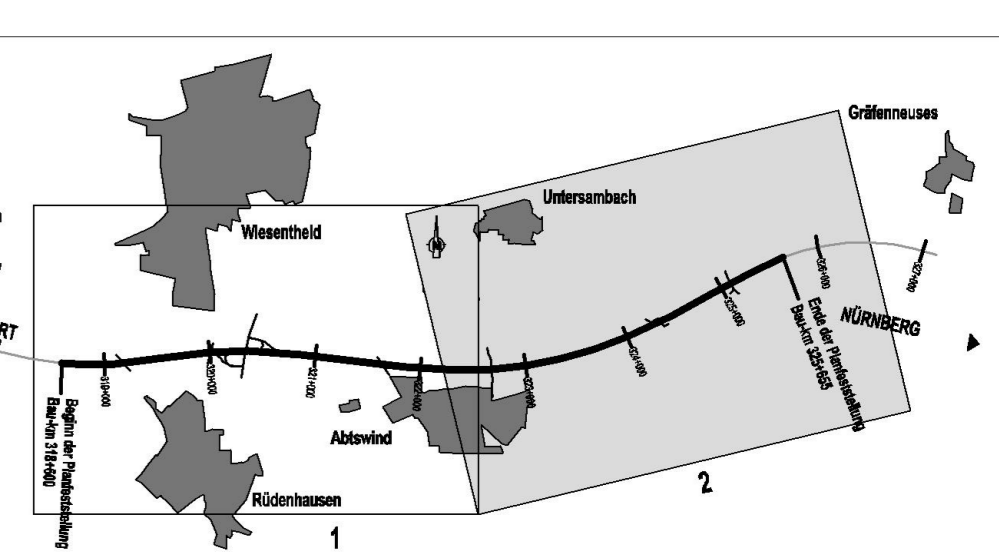 Gräfenneuses
Untersambach
Wiesentheid
N
RT
NÜRNBERG
319+000
320+000
321+000
322+000
323+000
324+000
325+000
326+000
327+000
Beginn der Planfeststellung
Bau-km 318+600
Ende der Planfeststellung
Bau-km 325+655
Abtswind
Rüdenhausen
1
2